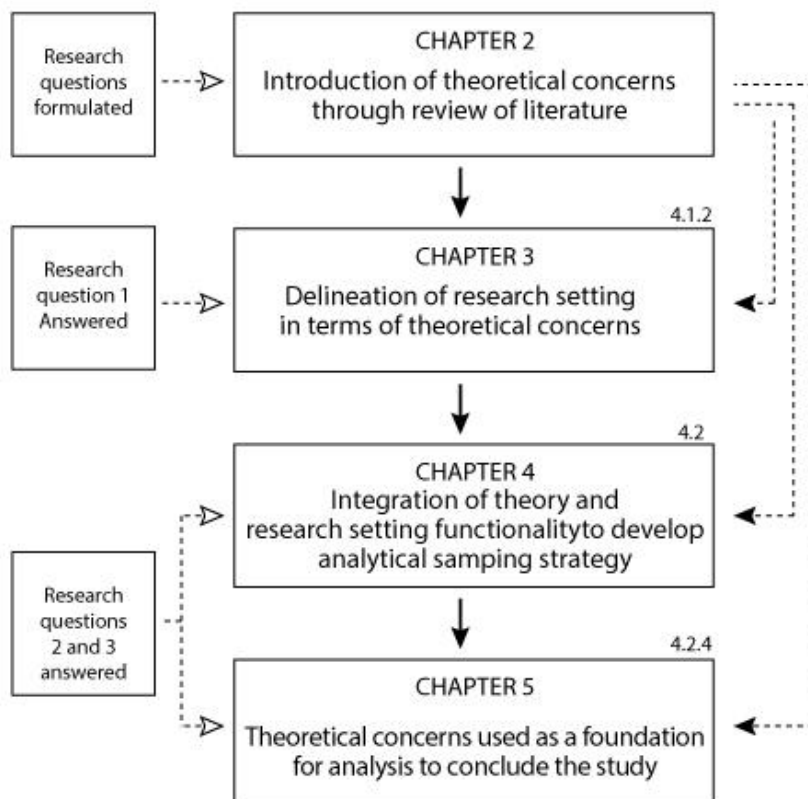 Research
questions
formulated
CHAPTER 2
Introduction of theoretical concerns
through review of literature
4.1.2
Research
question 1
Answered
CHAPTER 3
Delineation of research setting
in terms of theoretical concerns
4.2
CHAPTER 4
Integration of theory and
research setting functionalityto develop
analytical samping strategy
Research
questions
2 and 3
answered
4.2.4
CHAPTER 5
Theoretical concerns used as a foundation
for analysis to conclude the study